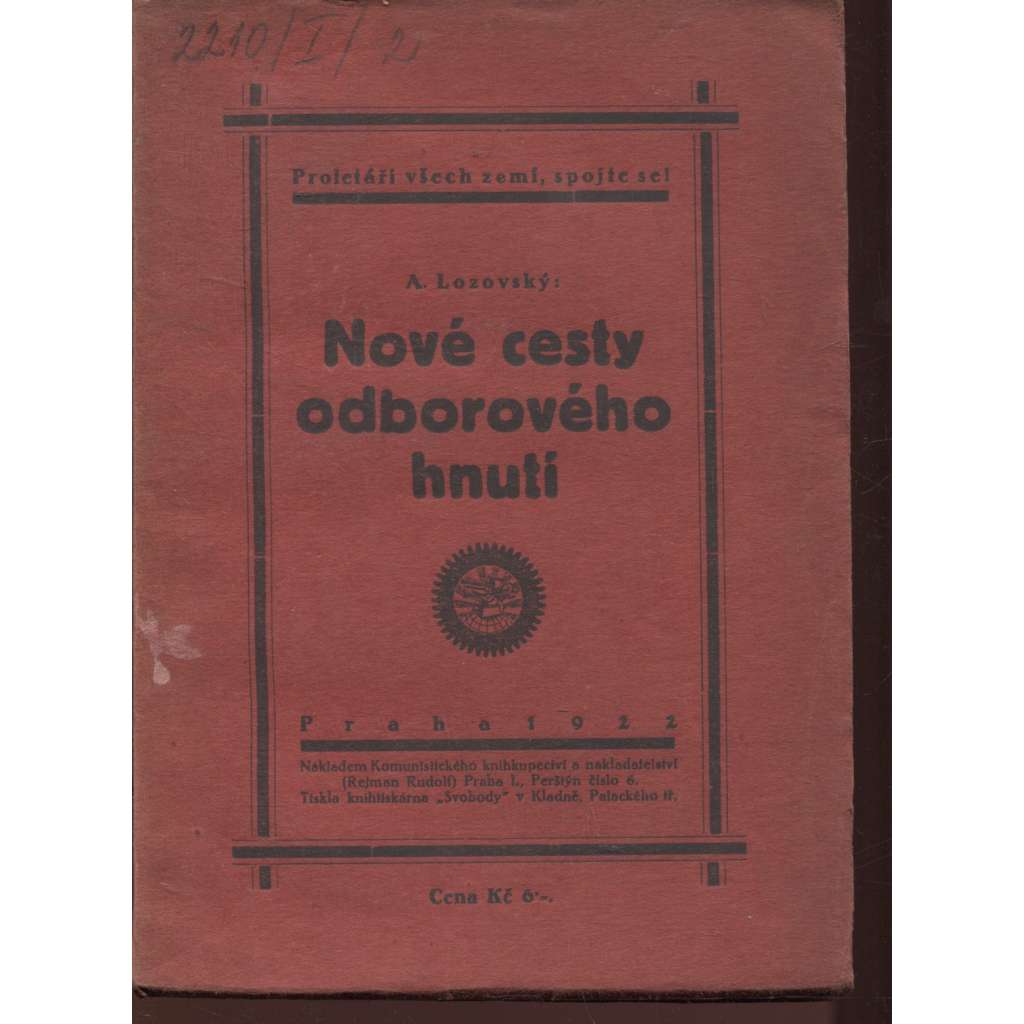 2210/I/2
Proletáři všech zemí, spojte se!
A. Lozovský:
Nové cesty
odborového
hnutí
Praha 1922
Nákladem Komunistického knihkupectví a nakladatelství
(Rejman Rudolf) Praha I., Perštýn číslo 6.
Tiskla knihtiskárna „Svobody" v Kladně, Palackého tř.
Cena Kč 6·-.